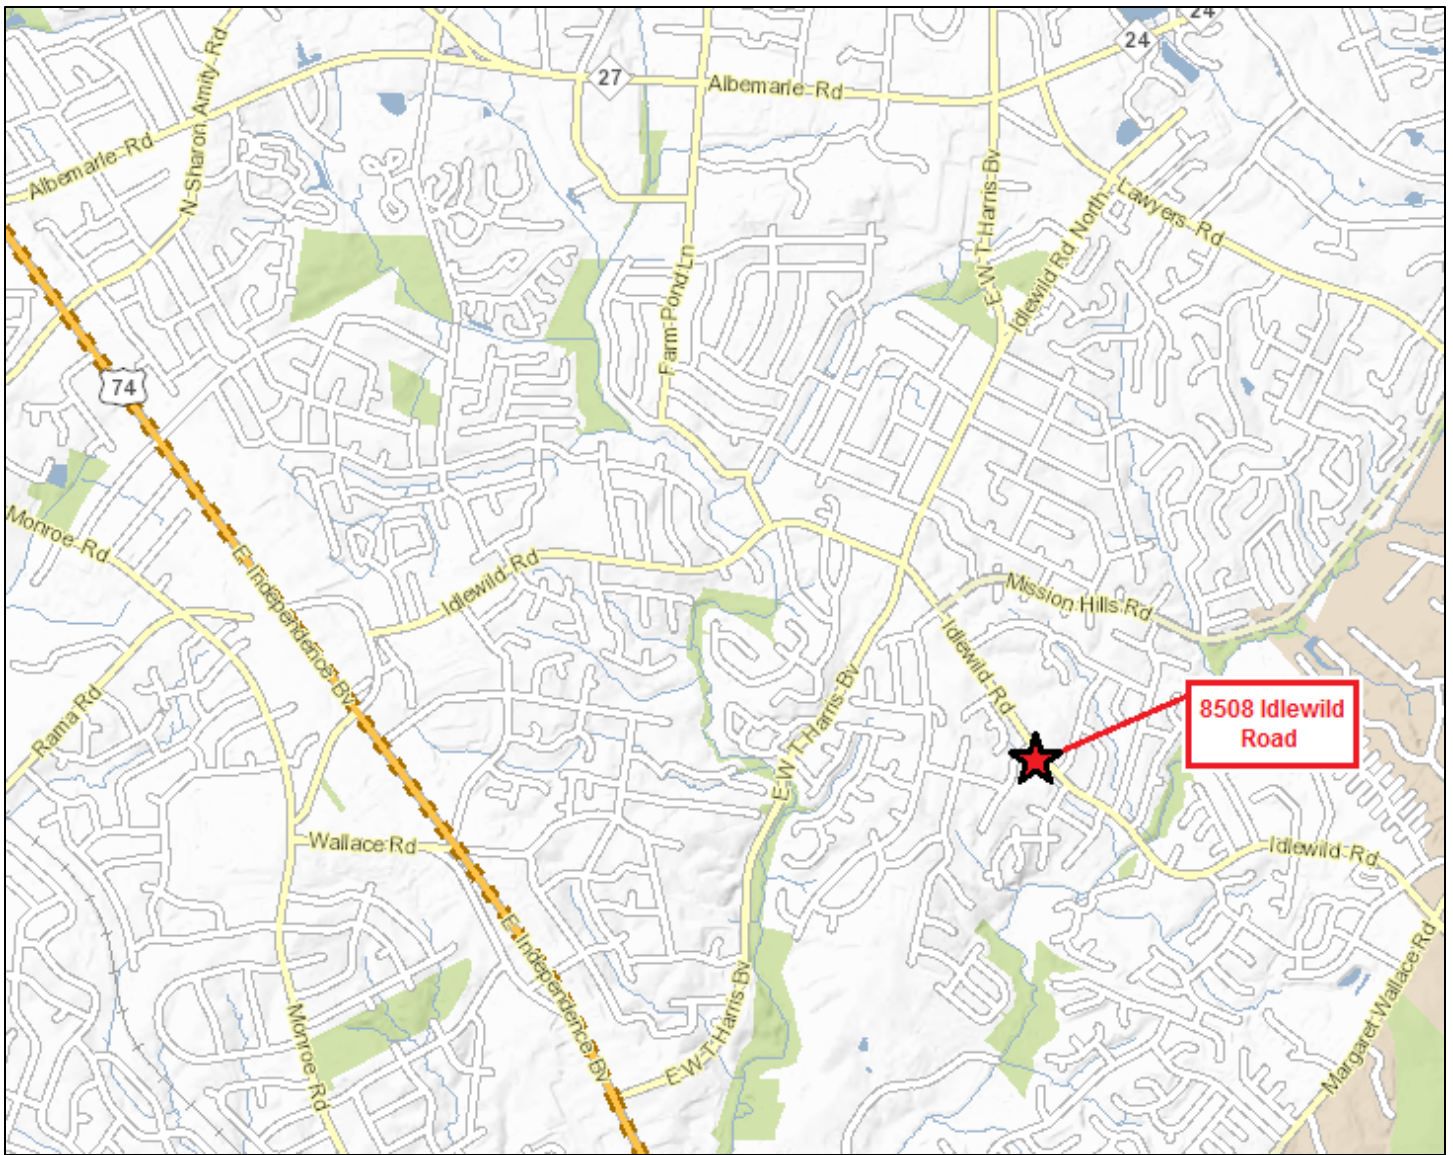 24
24
27
Albemarle Rd
N Sharon Amity Rd
Albemarle Rd
E W T Harris Bv
Idlewild Rd North
Lawyers Rd
Farm Pond Ln
74
Monroe Rd
E Independence Bv
Idlewild Rd
Mission Hills Rd
Idlewild Rd
E W T Harris Bv
Rama Rd
8508 Idlewild
Road
Wallace Rd
Idlewild Rd
E Independence Bv
E W T Harris Bv
Monroe Rd
Margaret Wallace Rd